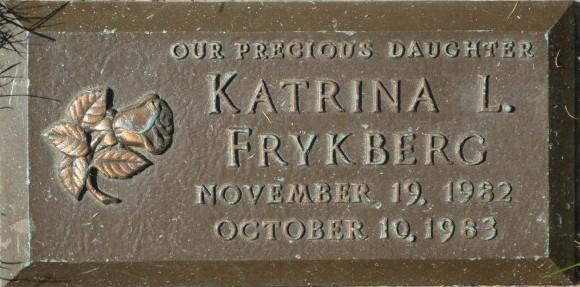 OUR PRECIOUS DAUGHTER
KATRINA L.
FRYKBERG
NOVEMBER 19, 1982
OCTOBER 10, 1983